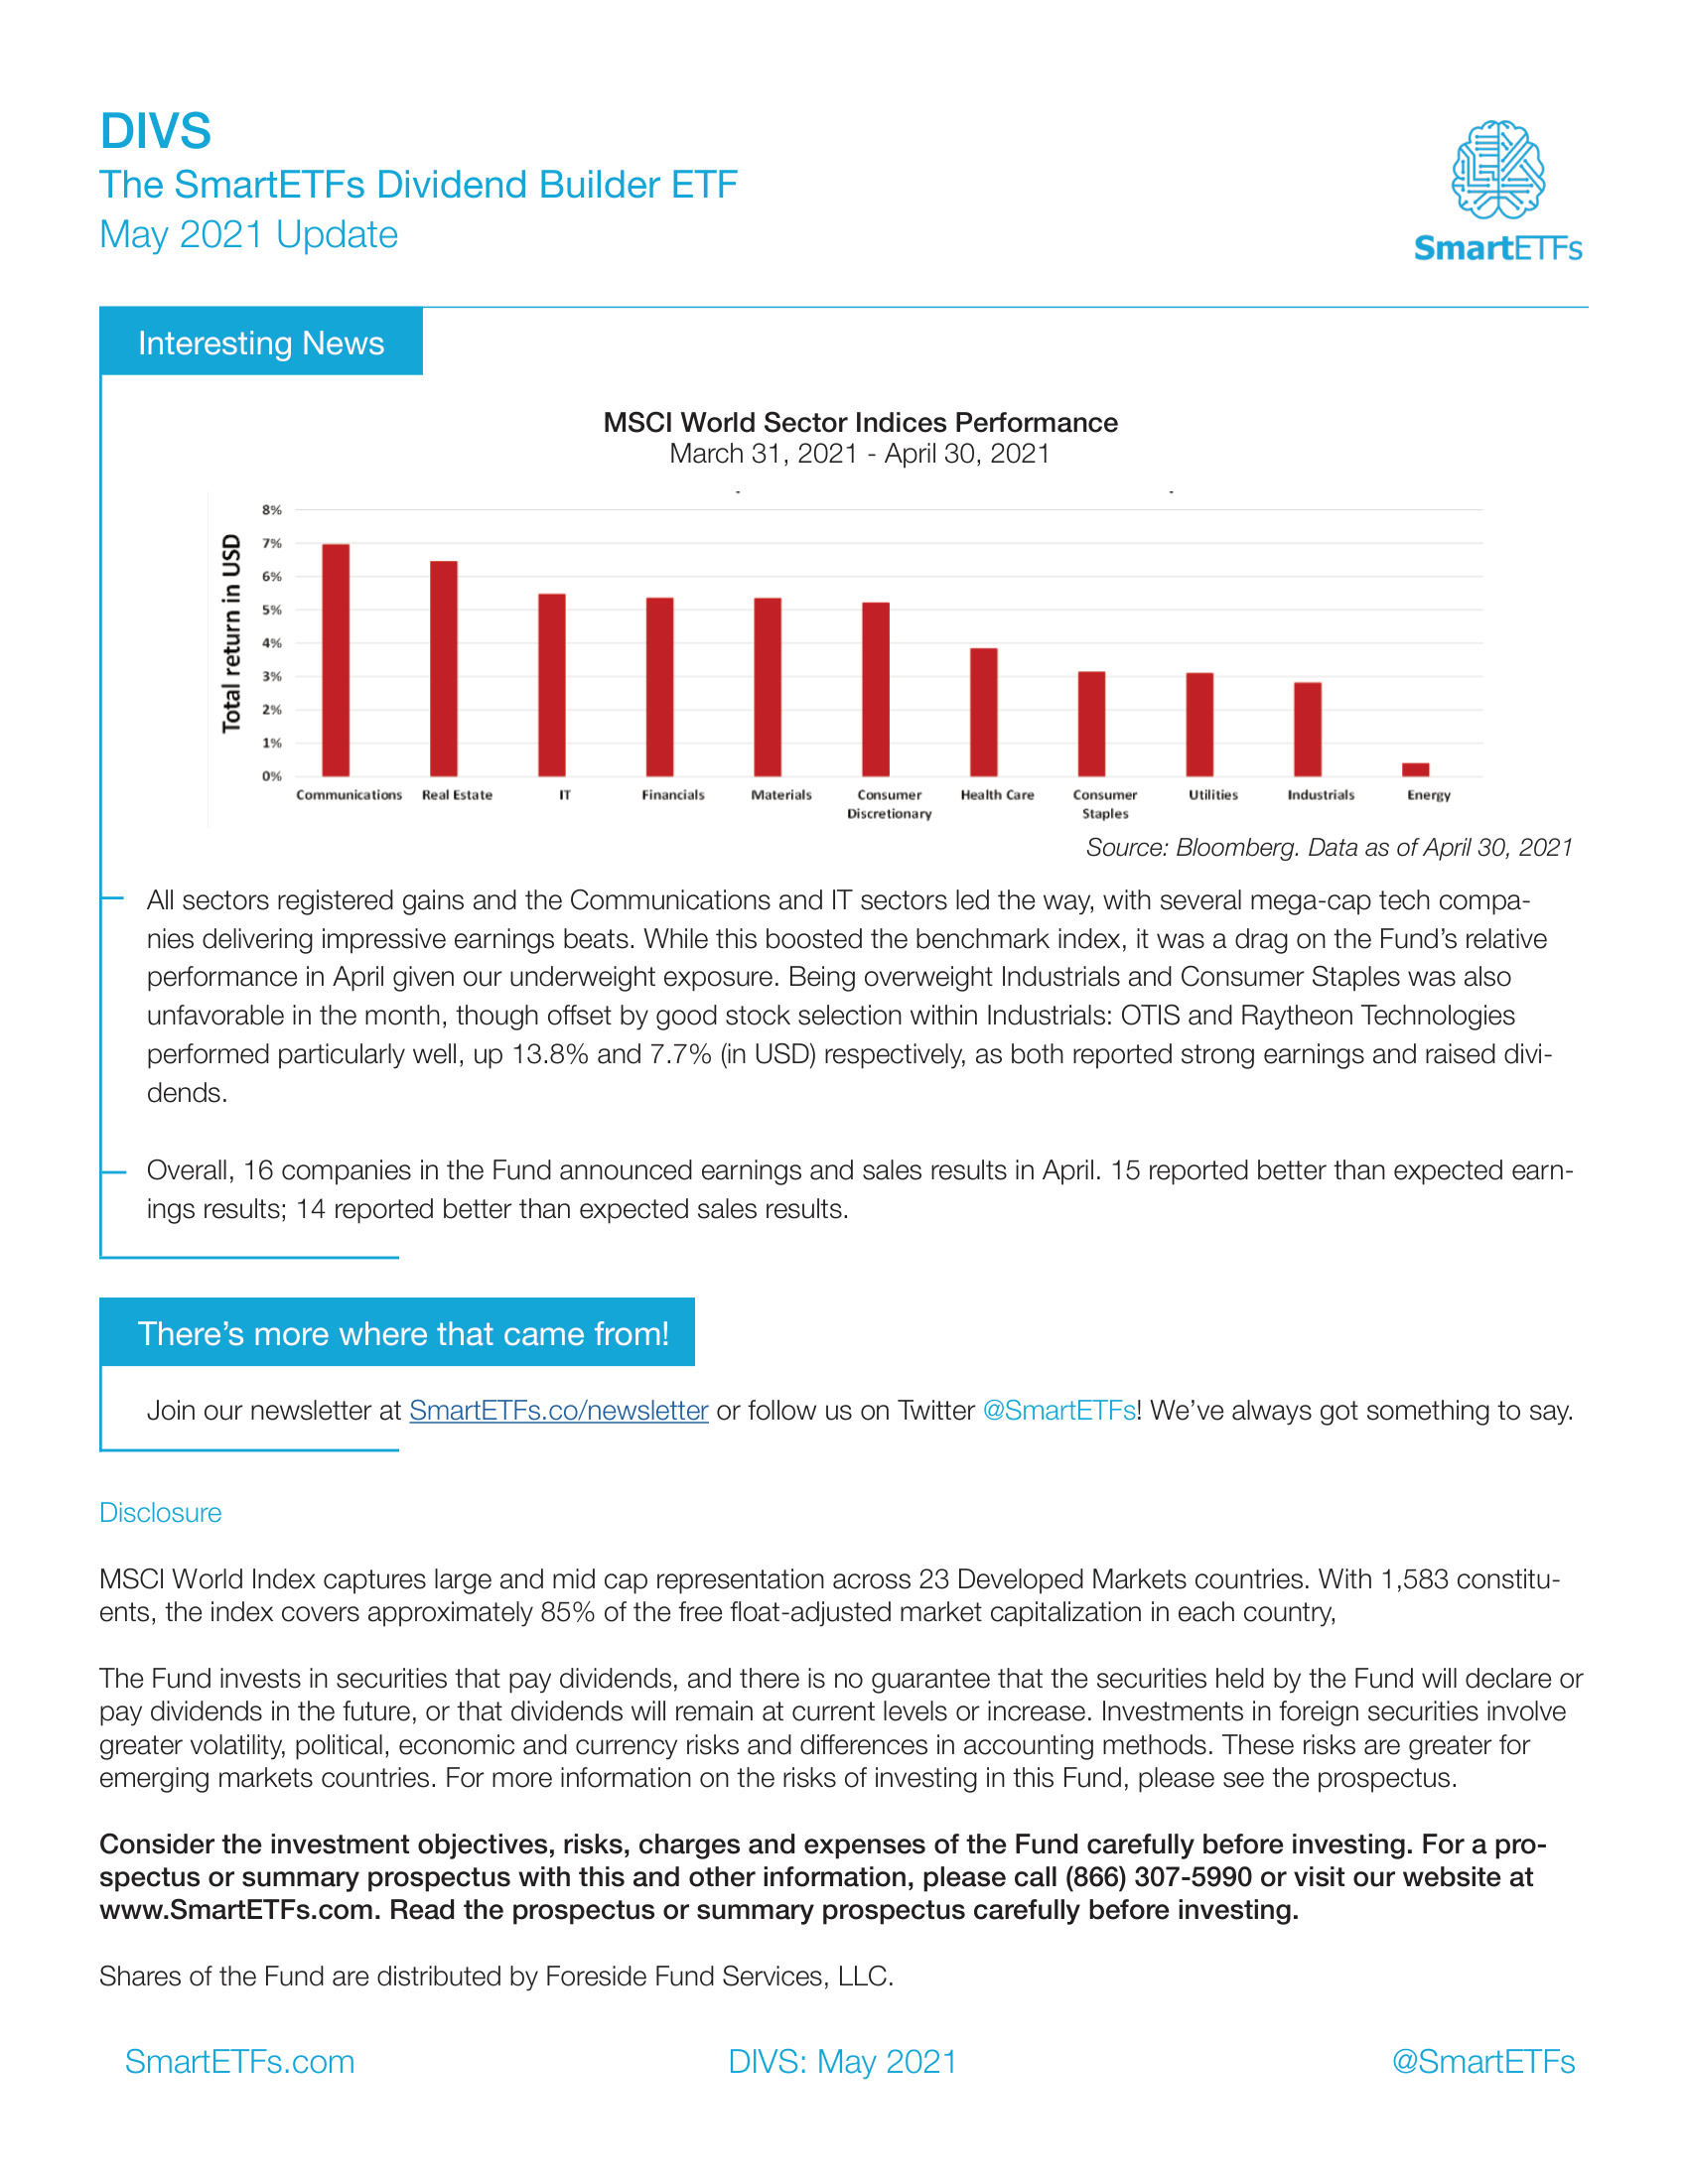 DIVS
The SmartETFs Dividend Builder ETF
May 2021 Update
SmartETFs
Interesting News
MSCI World Sector Indices Performance
March 31, 2021 - April 30, 2021
Total return in USD
8%
7%
6%
5%
4%
3%
2%
1%
0%
Communications Real Estate IT Financials Materials Consumer Discretionary Health Care Consumer Staples Utilities Industrials Energy
Source: Bloomberg. Data as of April 30, 2021
All sectors registered gains and the Communications and IT sectors led the way, with several mega-cap tech compa-
nies delivering impressive earnings beats. While this boosted the benchmark index, it was a drag on the Fund’s relative
performance in April given our underweight exposure. Being overweight Industrials and Consumer Staples was also
unfavorable in the month, though offset by good stock selection within Industrials: OTIS and Raytheon Technologies
performed particularly well, up 13.8% and 7.7% (in USD) respectively, as both reported strong earnings and raised divi-
dends.
Overall, 16 companies in the Fund announced earnings and sales results in April. 15 reported better than expected earn-
ings results; 14 reported better than expected sales results.
There’s more where that came from!
Join our newsletter at SmartETFs.co/newsletter or follow us on Twitter @SmartETFs! We’ve always got something to say.
Disclosure
MSCI World Index captures large and mid cap representation across 23 Developed Markets countries. With 1,583 constitu-
ents, the index covers approximately 85% of the free float-adjusted market capitalization in each country,
The Fund invests in securities that pay dividends, and there is no guarantee that the securities held by the Fund will declare or
pay dividends in the future, or that dividends will remain at current levels or increase. Investments in foreign securities involve
greater volatility, political, economic and currency risks and differences in accounting methods. These risks are greater for
emerging markets countries. For more information on the risks of investing in this Fund, please see the prospectus.
Consider the investment objectives, risks, charges and expenses of the Fund carefully before investing. For a pro-
spectus or summary prospectus with this and other information, please call (866) 307-5990 or visit our website at
www.SmartETFs.com. Read the prospectus or summary prospectus carefully before investing.
Shares of the Fund are distributed by Foreside Fund Services, LLC.
SmartETFs.com DIVS: May 2021 @SmartETFs